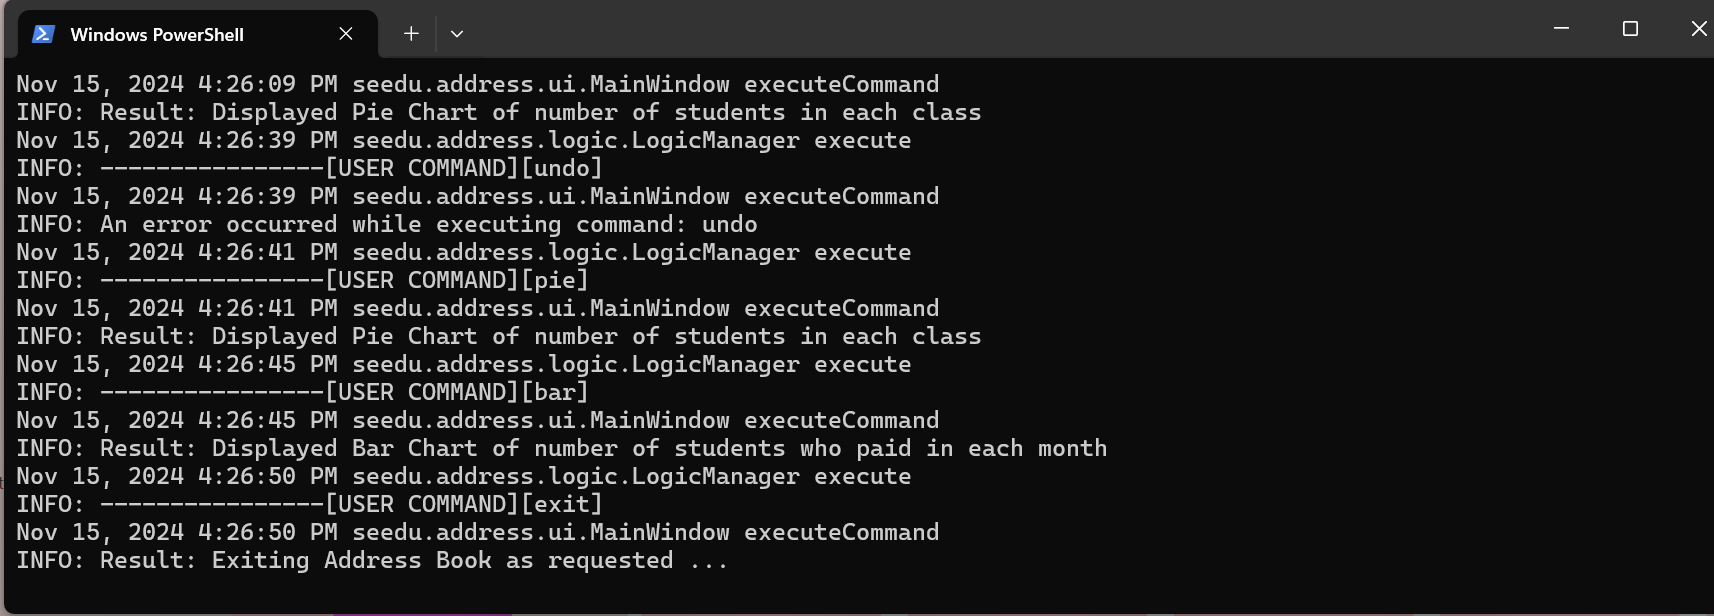 Windows PowerShell
Nov 15, 2024 4:26:09 PM seedu.address.ui.MainWindow executeCommand
INFO: Result: Displayed Pie Chart of number of students in each class
Nov 15, 2024 4:26:39 PM seedu.address.logic.LogicManager execute
INFO: ----------------[USER COMMAND][undo]
Nov 15, 2024 4:26:39 PM seedu.address.ui.MainWindow executeCommand
INFO: An error occurred while executing command: undo
Nov 15, 2024 4:26:41 PM seedu.address.logic.LogicManager execute
INFO: ----------------[USER COMMAND][pie]
Nov 15, 2024 4:26:41 PM seedu.address.ui.MainWindow executeCommand
INFO: Result: Displayed Pie Chart of number of students in each class
Nov 15, 2024 4:26:45 PM seedu.address.logic.LogicManager execute
INFO: ----------------[USER COMMAND][bar]
Nov 15, 2024 4:26:45 PM seedu.address.ui.MainWindow executeCommand
INFO: Result: Displayed Bar Chart of number of students who paid in each month
Nov 15, 2024 4:26:50 PM seedu.address.logic.LogicManager execute
INFO: ----------------[USER COMMAND][exit]
Nov 15, 2024 4:26:50 PM seedu.address.ui.MainWindow executeCommand
INFO: Result: Exiting Address Book as requested ...